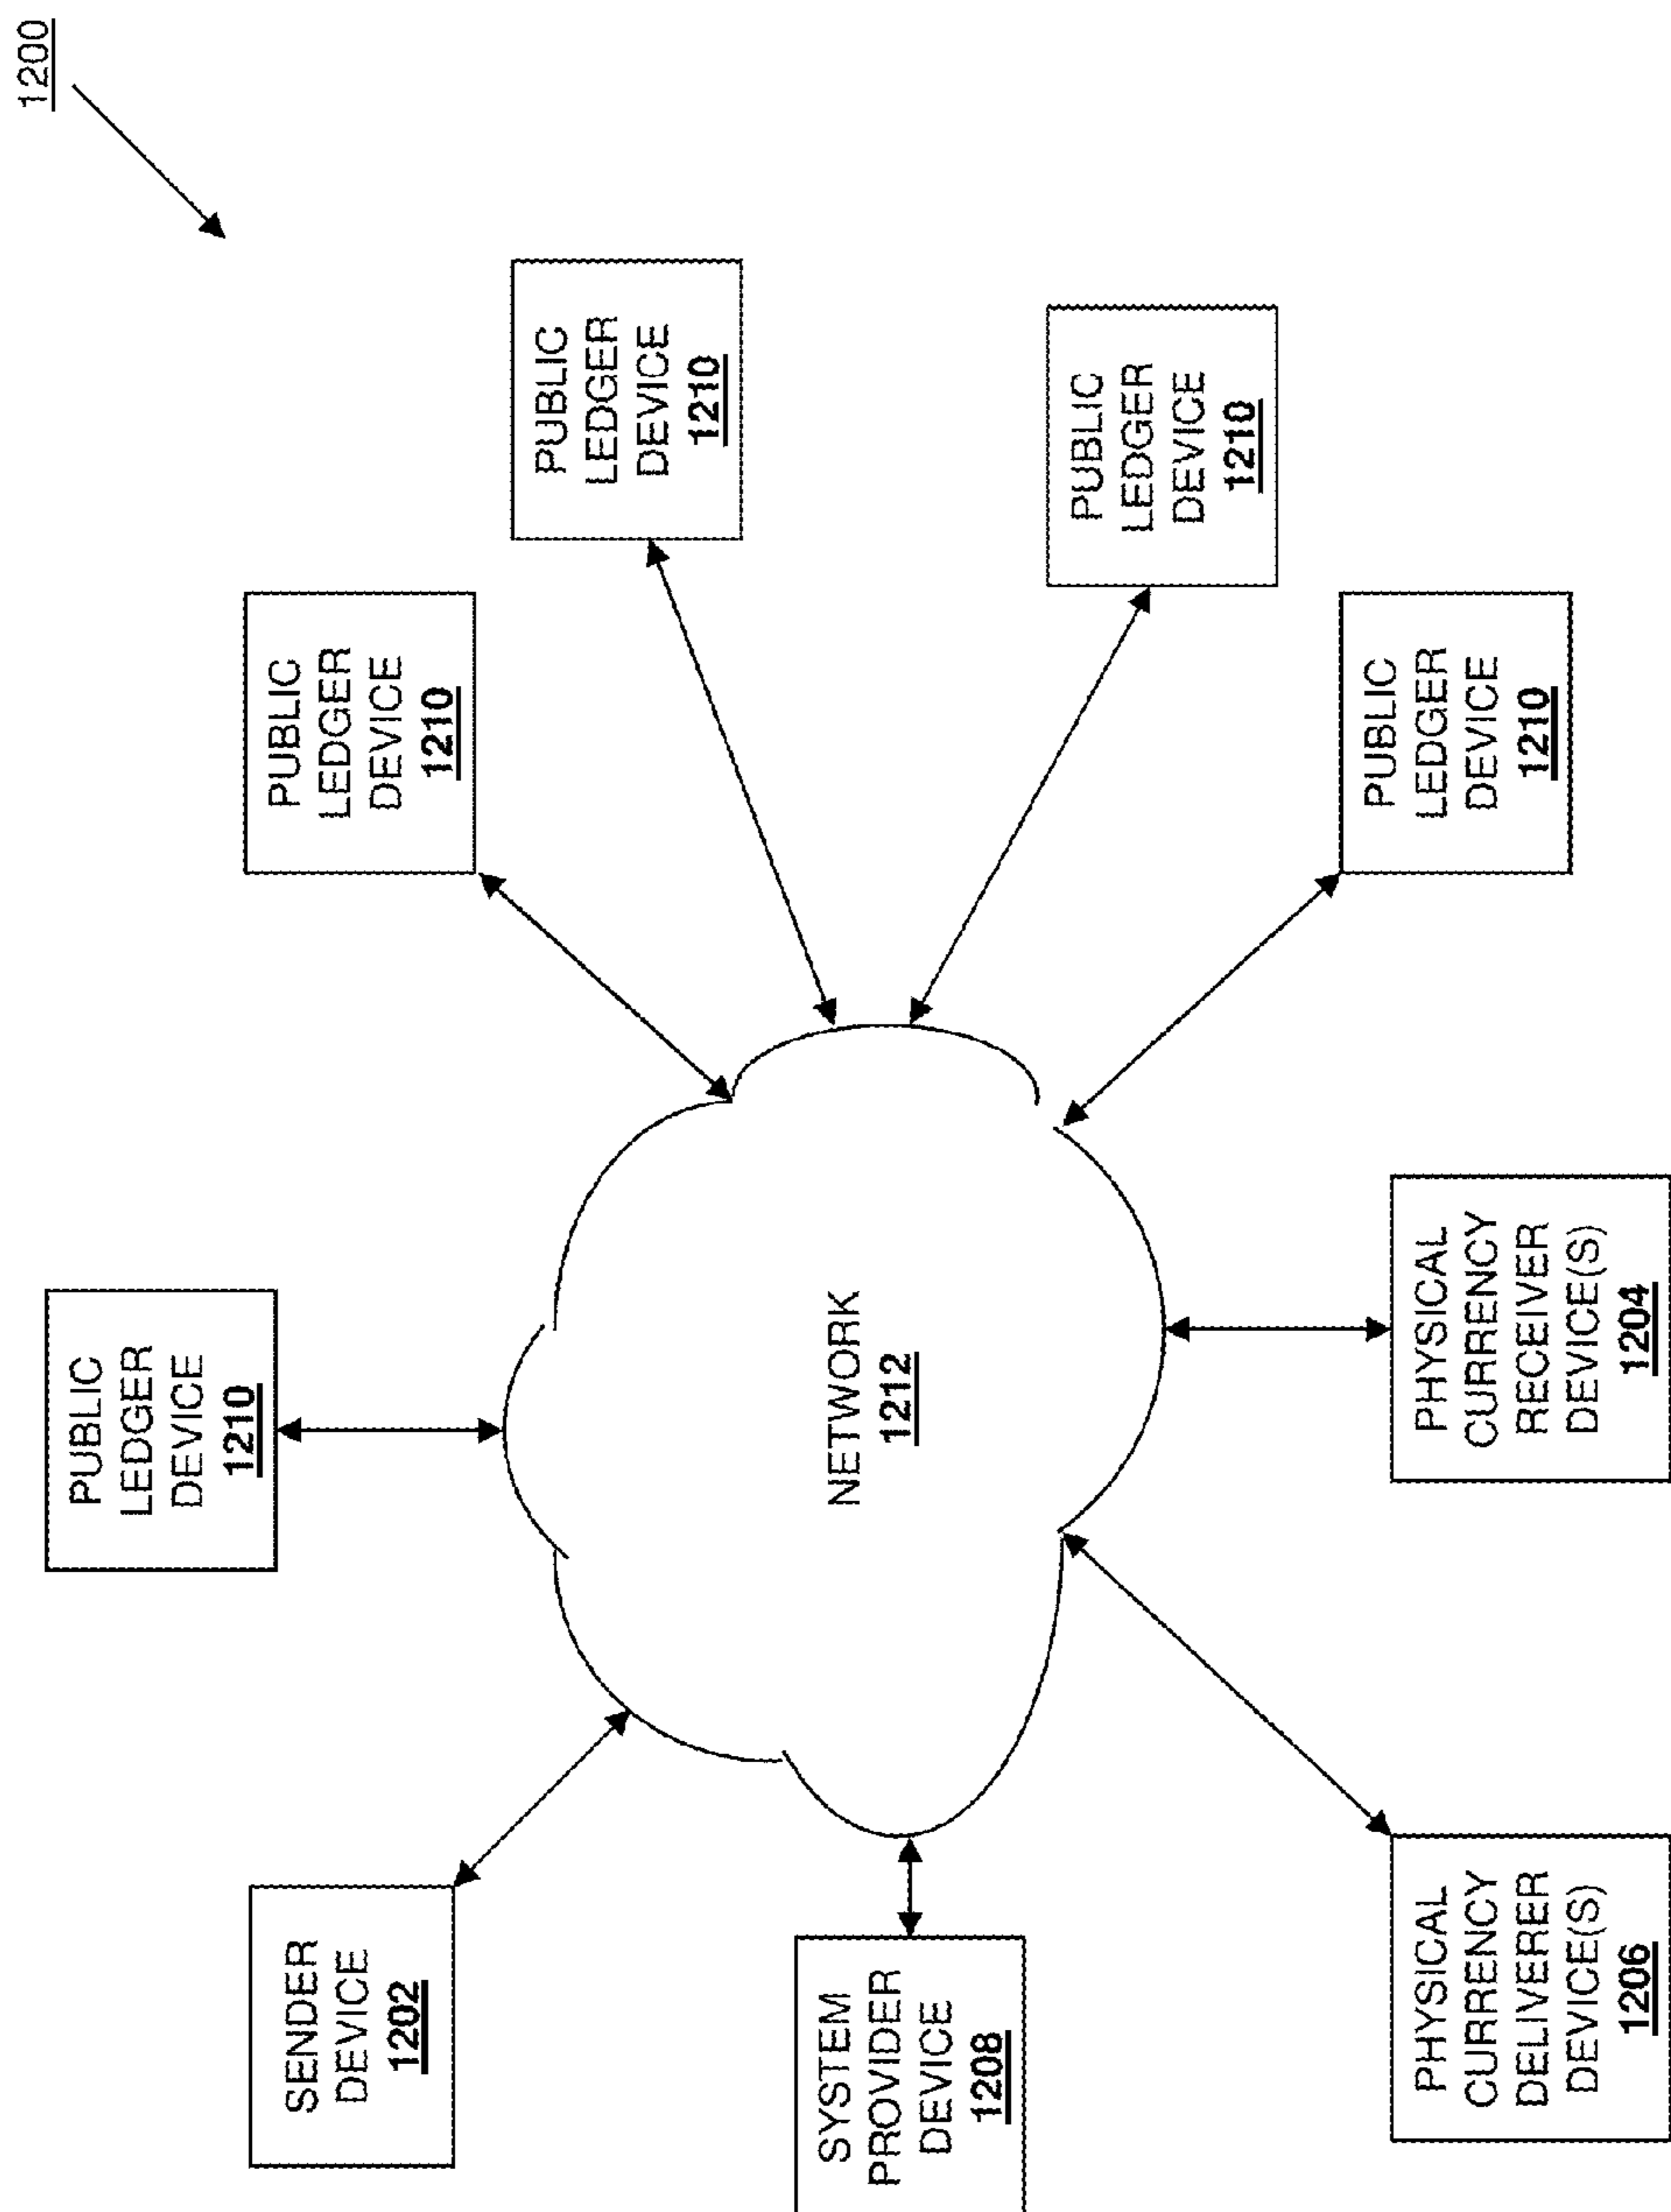 1200
SENDER
DEVICE
1202
PUBLIC
LEDGER
DEVICE
1210
PUBLIC
LEDGER
DEVICE
1210
PUBLIC
LEDGER
DEVICE
1210
SYSTEM
PROVIDER
DEVICE
1208
NETWORK
1212
PUBLIC
LEDGER
DEVICE
1210
PUBLIC
LEDGER
DEVICE
1210
PHYSICAL
CURRENCY
DELIVERER
DEVICE(S)
1206
PHYSICAL
CURRENCY
RECEIVER
DEVICE(S)
1204